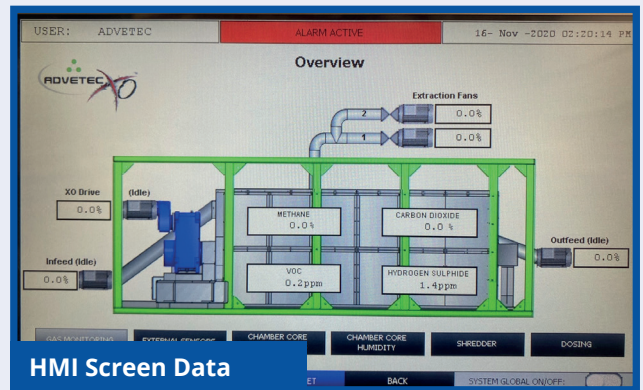 USER: ADVETEC
ALARM ACTIVE
16- Nov -2020 02:20:14 PM
ADVETEC XO
Overview
Extraction Fans
2
0.0%
1
0.0%
XO Drive (Idle)
0.0%
METHANE
0.0%
CARBON DIOXIDE
0.0 %
Infeed (Idle)
0.0%
VOC
0.2ppm
HYDROGEN SULPHIDE
1.4ppm
Outfeed (Idle)
0.0%
GAS MONITORING
EXTERNAL SENSORS
CHAMBER CORE
CHAMBER CORE
HUMIDITY
SHREDDER
DOSING
HMI Screen Data
BACK
SYSTEM GLOBAL ON/OFF: